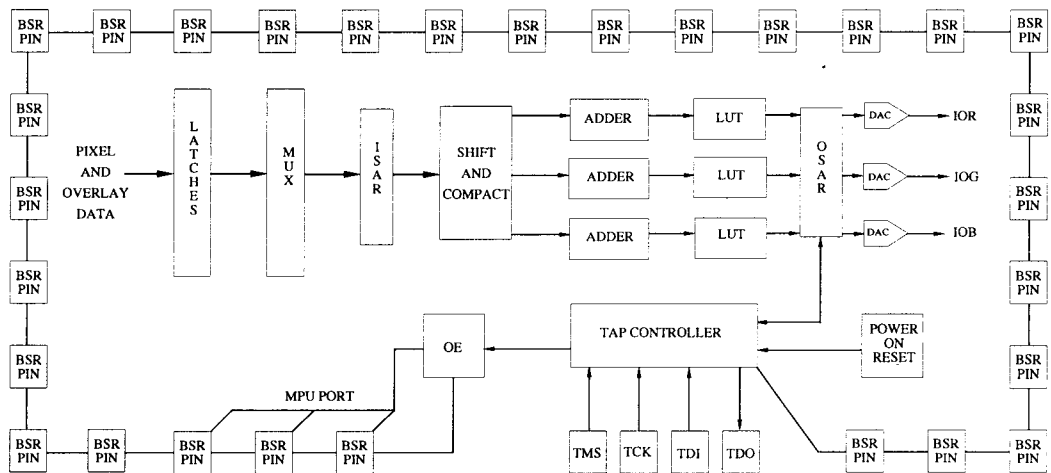 BSR
PIN
BSR
PIN
BSR
PIN
BSR
PIN
BSR
PIN
BSR
PIN
BSR
PIN
BSR
PIN
BSR
PIN
BSR
PIN
BSR
PIN
BSR
PIN
BSR
PIN
BSR
PIN
BSR
PIN
BSR
PIN
BSR
PIN
PIXEL
AND
OVERLAY
DATA
LATCHES
MUX
ISAR
SHIFT
AND
COMPACT
ADDER
LUT
ADDER
LUT
ADDER
LUT
OSAR
DAC
IOR
DAC
IOG
DAC
IOB
BSR
PIN
BSR
PIN
BSR
PIN
BSR
PIN
OE
TAP CONTROLLER
POWER
ON
RESET
MPU PORT
BSR
PIN
BSR
PIN
BSR
PIN
BSR
PIN
BSR
PIN
TMS
TCK
TDI
TDO
BSR
PIN
BSR
PIN
BSR
PIN